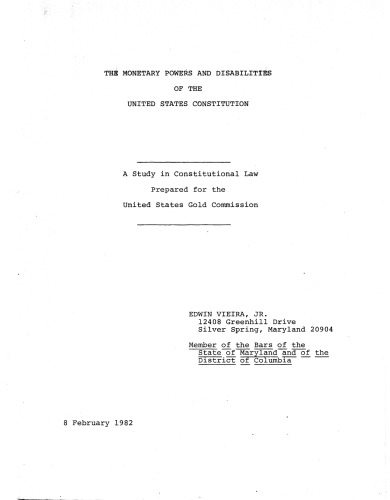 THE MONETARY POWERS AND DISABILITIES
OF THE
UNITED STATES CONSTITUTION
A Study in Constitutional Law
Prepared for the
United States Gold Commission
EDWIN VIEIRA, JR.
12408 Greenhill Drive
Silver Spring, Maryland 20904
Member of the Bars of the
State of Maryland and of the
District of Columbia
8 February 1982